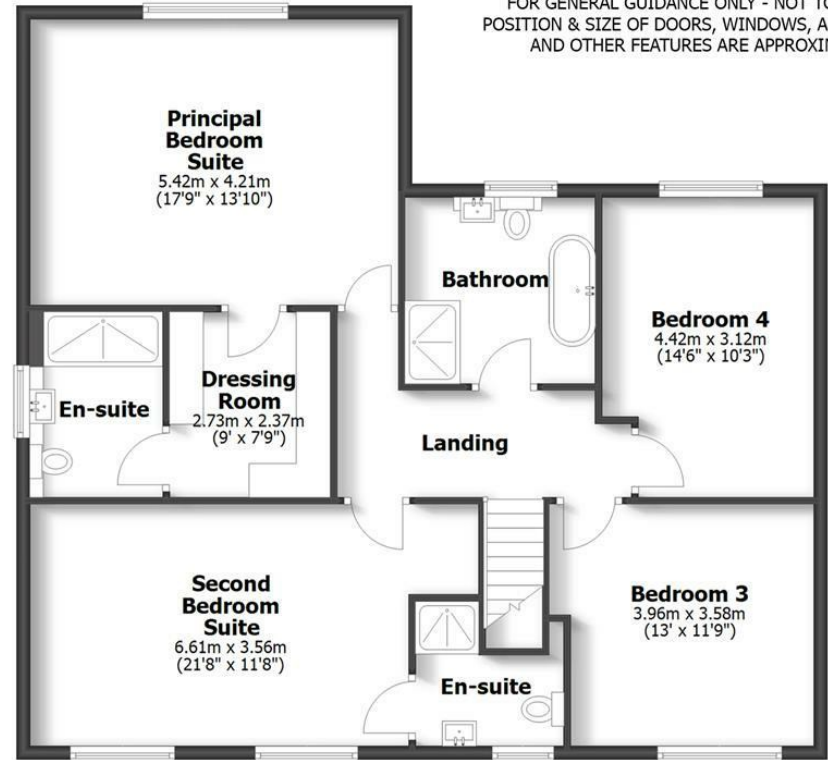 FOR GENERAL GUIDANCE ONLY - NOT TO
POSITION & SIZE OF DOORS, WINDOWS, A
AND OTHER FEATURES ARE APPROXI
Principal
Bedroom
Suite
5.42m x 4.21m
(17'9" x 13'10")
Bathroom
Bedroom 4
4.42m x 3.12m
(14'6" x 10'3")
En-suite
Dressing
Room
2.73m x 2.37m
(9' x 7'9")
Landing
Second
Bedroom
Suite
6.61m x 3.56m
(21'8" x 11'8")
Bedroom 3
3.96m x 3.58m
(13' x 11'9")
En-suite